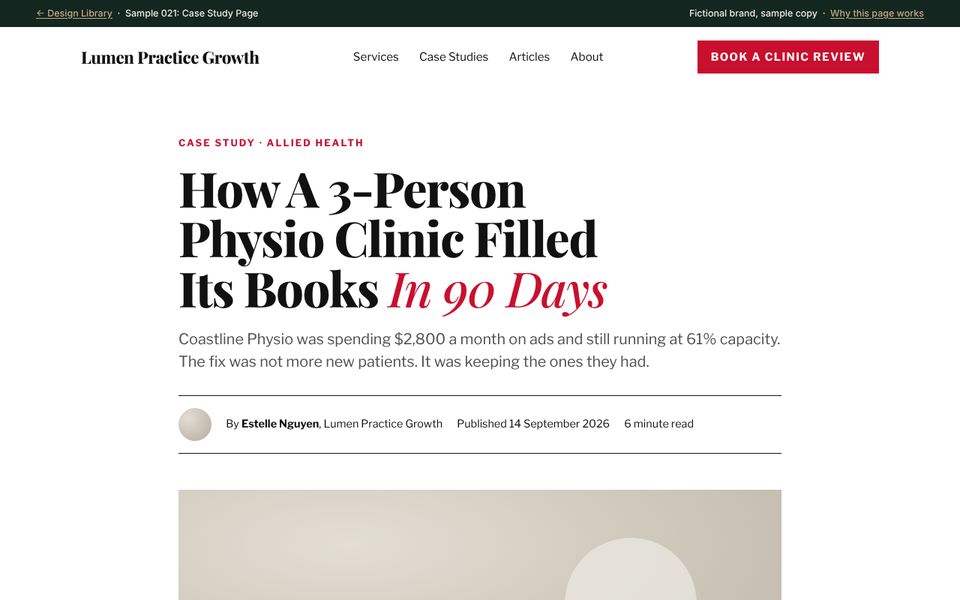 ← Design Library · Sample 021: Case Study Page
Fictional brand, sample copy · Why this page works
Lumen Practice Growth
Services Case Studies Articles About
BOOK A CLINIC REVIEW
CASE STUDY · ALLIED HEALTH
How A 3-Person
Physio Clinic Filled
Its Books In 90 Days
Coastline Physio was spending $2,800 a month on ads and still running at 61% capacity.
The fix was not more new patients. It was keeping the ones they had.
By Estelle Nguyen, Lumen Practice Growth Published 14 September 2026 6 minute read